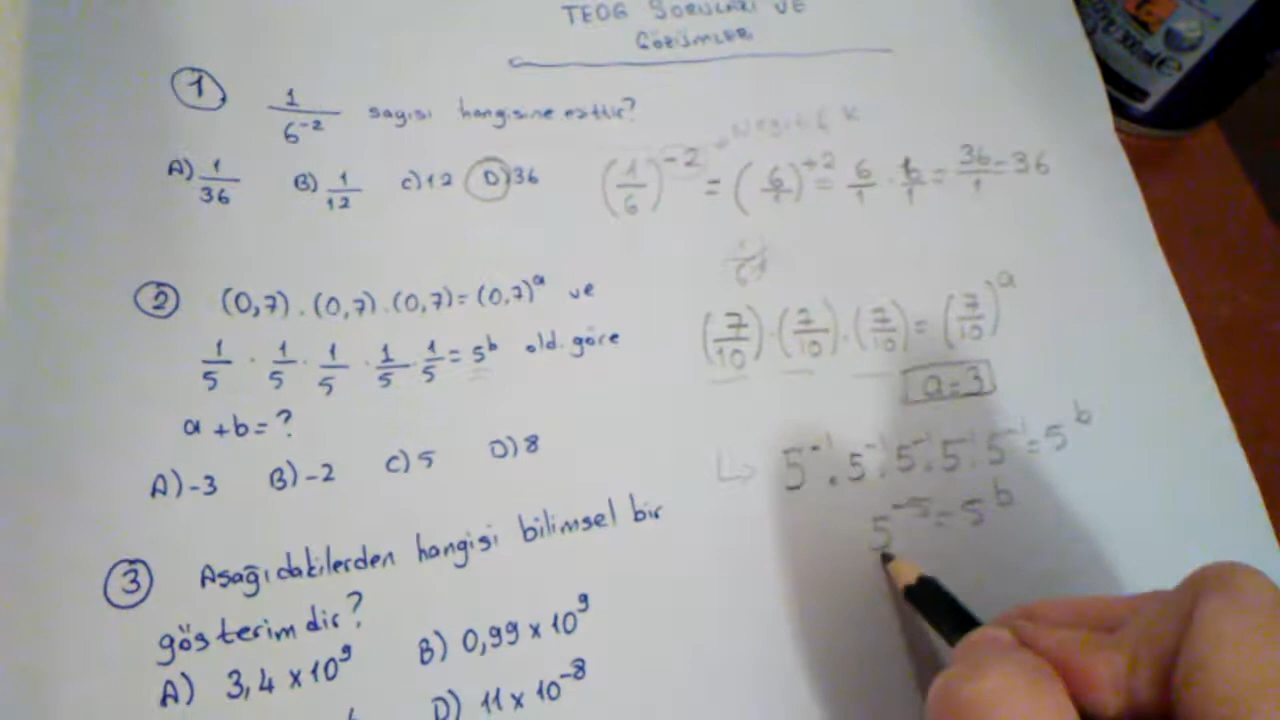 TEOG SORULARI VE
ÇÖZÜMLER
1
1/6⁻² sayısı hangisine eşittir?
A) 1/36 B) 1/12 C) 12 D) 36
(1/6)⁻² = (6/1)⁺² = 6/1 · 6/1 = 36/1 = 36
2 (0,7) . (0,7) . (0,7) = (0,7)ᵃ ve
1/5 · 1/5 · 1/5 · 1/5 · 1/5 = 5ᵇ old. göre
a + b = ?
A) -3 B) -2 C) 5 D) 8
(7/10) · (7/10) · (7/10) = (7/10)ᵃ
a = 3
5⁻¹ . 5⁻¹ . 5⁻¹ . 5⁻¹ . 5⁻¹ = 5ᵇ
5⁻⁵ = 5ᵇ
3 Aşağıdakilerden hangisi bilimsel bir
gösterimdir?
A) 3,4 x 10⁹ B) 0,99 x 10⁹
D) 11 x 10⁻⁸